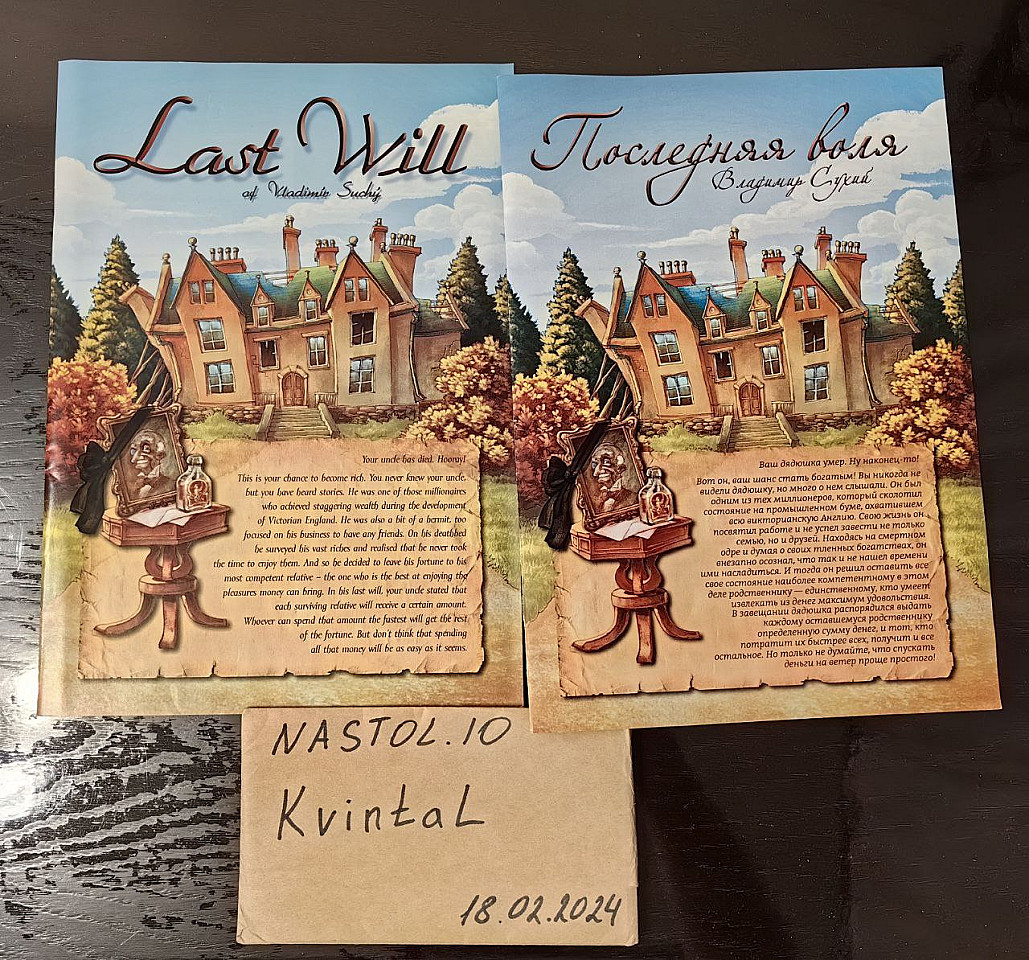 Last Will
af Vladimír Suchý
Your uncle has died. Hooray!
This is your chance to become rich. You never knew your uncle,
but you have heard stories. He was one of those millionaires
who achieved staggering wealth during the development
of Victorian England. He was also a bit of a hermit, too
focused on his business to have any friends. On his deathbed
he surveyed his vast riches and realised that he never took
the time to enjoy them. And so he decided to leave his fortune to his
most competent relative – the one who is the best at enjoying the
pleasures money can bring. In his last will, your uncle stated that
each surviving relative will receive a certain amount.
Whoever can spend that amount the fastest will get the rest
of the fortune. But don't think that spending
all that money will be as easy as it seems.
Последняя воля
Владимир Сухий
Ваш дядюшка умер. Ну наконец-то!
Вот он, ваш шанс стать богатым! Вы никогда не
видели дядюшку, но много о нем слышали. Он был
одним из тех миллионеров, который сколотил
состояние на промышленном буме, охватившем
всю викторианскую Англию. Свою жизнь он
посвятил работе и не успел завести не только
семью, но и друзей. Находясь на смертном
одре и думая о своих тленных богатствах, он
внезапно осознал, что так и не нашел времени
ими насладиться. И тогда он решил оставить все
свое состояние наиболее компетентному в этом
деле родственнику — единственному, кто умеет
извлекать из денег максимум удовольствия.
В завещании дядюшка распорядился выдать
каждому оставшемуся родственнику
определенную сумму денег, и тот, кто
потратит их быстрее всех, получит и все
остальное. Но только не думайте, что спускать
деньги на ветер проще простого!
NASTOL.IO
KvintaL
18.02.2024